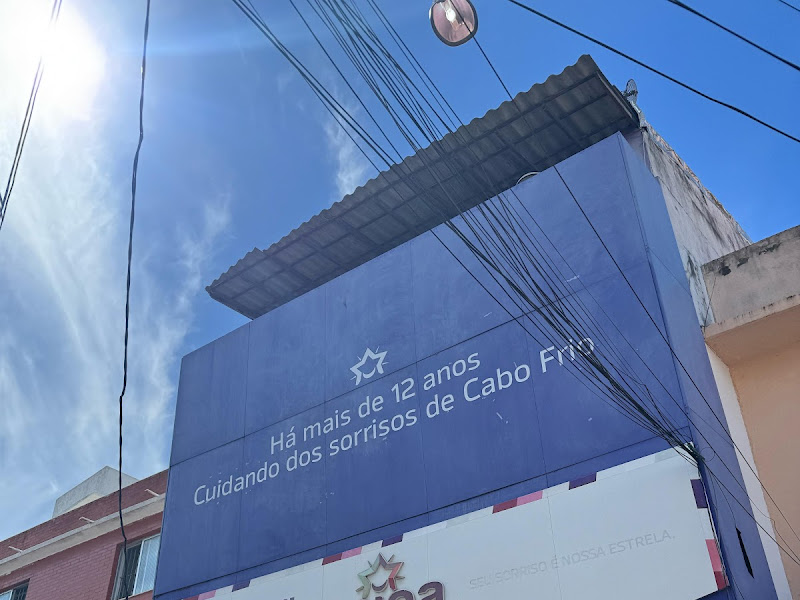 Há mais de 12 anos
Cuidando dos sorrisos de Cabo Frio
SEU SORRISO É NOSSA ESTRELA.